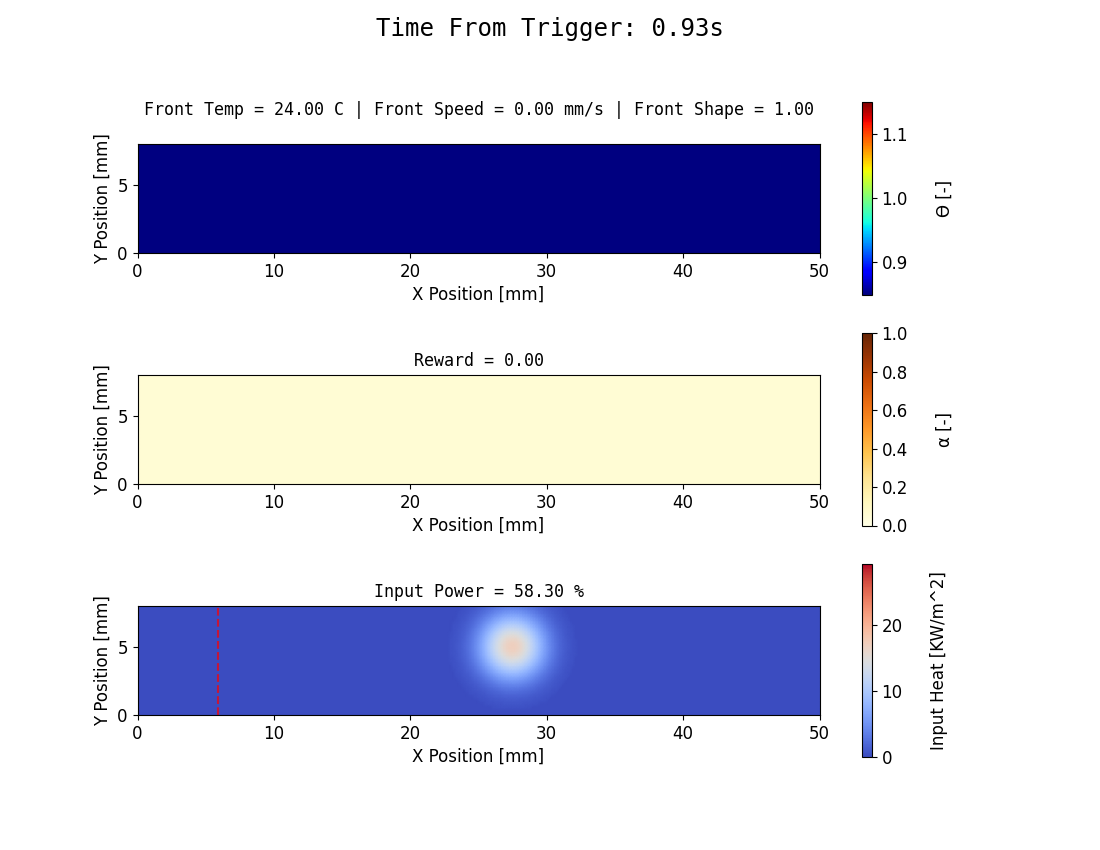 Time From Trigger: 0.93s
Front Temp = 24.00 C | Front Speed = 0.00 mm/s | Front Shape = 1.00
Y Position [mm]
5
0
0 10 20 30 40 50
X Position [mm]
1.1
1.0
0.9
Θ [-]
Reward = 0.00
Y Position [mm]
5
0
0 10 20 30 40 50
X Position [mm]
1.0
0.8
0.6
0.4
0.2
0.0
α [-]
Input Power = 58.30 %
Y Position [mm]
5
0
0 10 20 30 40 50
X Position [mm]
20
10
0
Input Heat [KW/m^2]